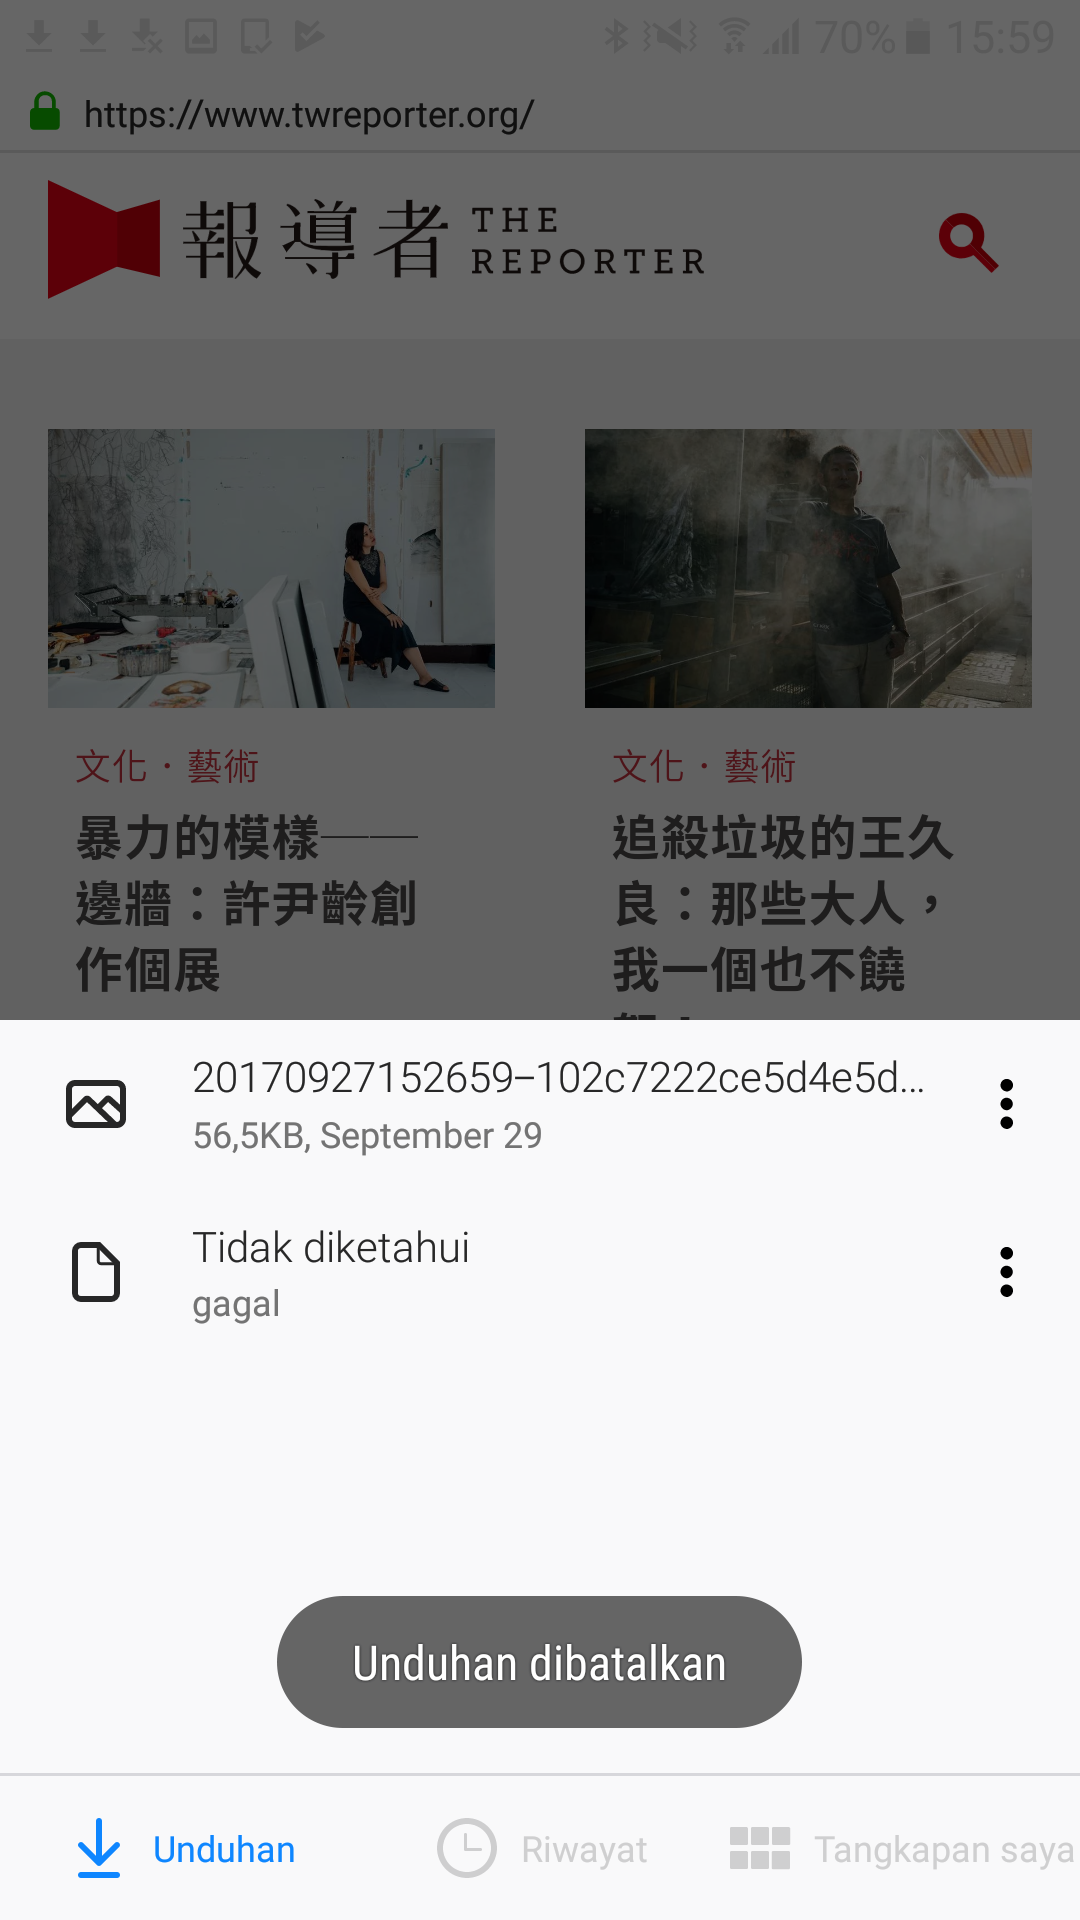 70% 15:59
https://www.twreporter.org/
報導者 THE
REPORTER
文化．藝術
暴力的模樣──
邊牆：許尹齡創
作個展
文化．藝術
追殺垃圾的王久
良：那些大人，
我一個也不饒
20170927152659–102c7222ce5d4e5d...
56,5KB, September 29
Tidak diketahui
gagal
Unduhan dibatalkan
Unduhan
Riwayat
Tangkapan saya